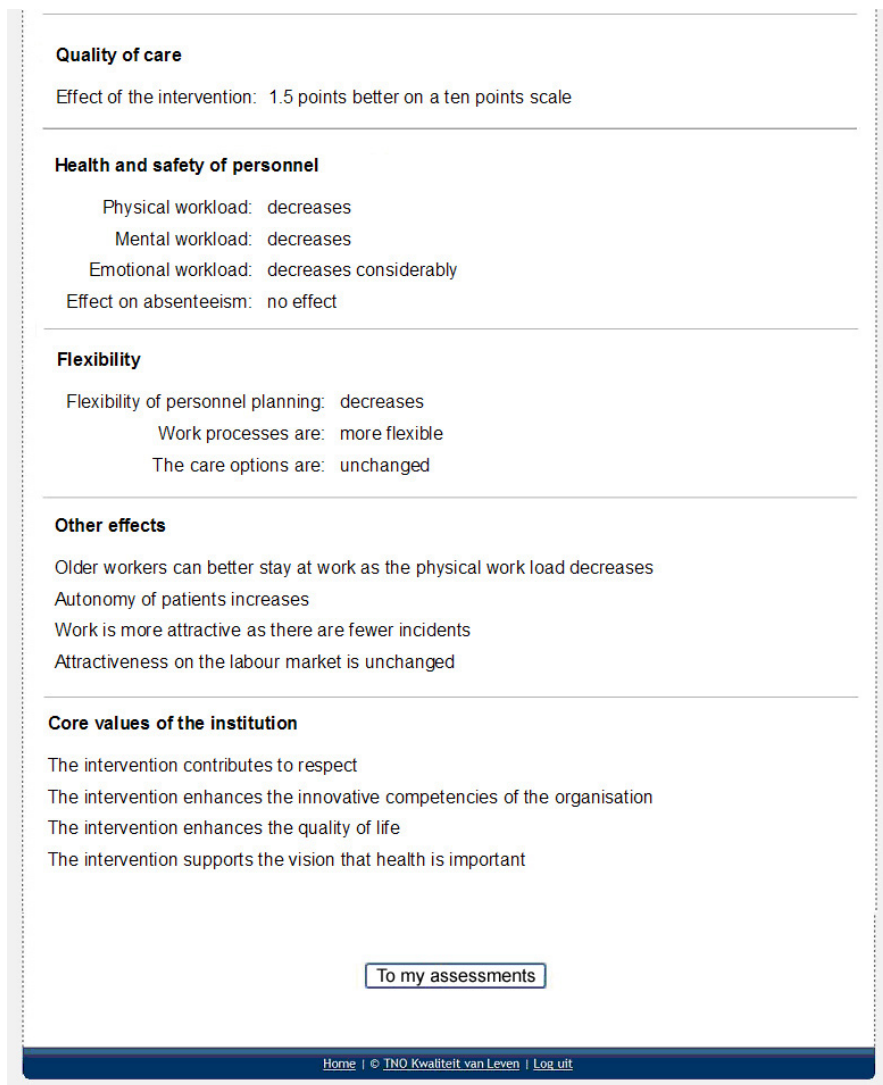 Quality of care
Effect of the intervention: 1.5 points better on a ten points scale
Health and safety of personnel
Physical workload: decreases
Mental workload: decreases
Emotional workload: decreases considerably
Effect on absenteeism: no effect
Flexibility
Flexibility of personnel planning: decreases
Work processes are: more flexible
The care options are: unchanged
Other effects
Older workers can better stay at work as the physical work load decreases
Autonomy of patients increases
Work is more attractive as there are fewer incidents
Attractiveness on the labour market is unchanged
Core values of the institution
The intervention contributes to respect
The intervention enhances the innovative competencies of the organisation
The intervention enhances the quality of life
The intervention supports the vision that health is important
To my assessments
Home | © TNO Kwaliteit van Leven | Log uit